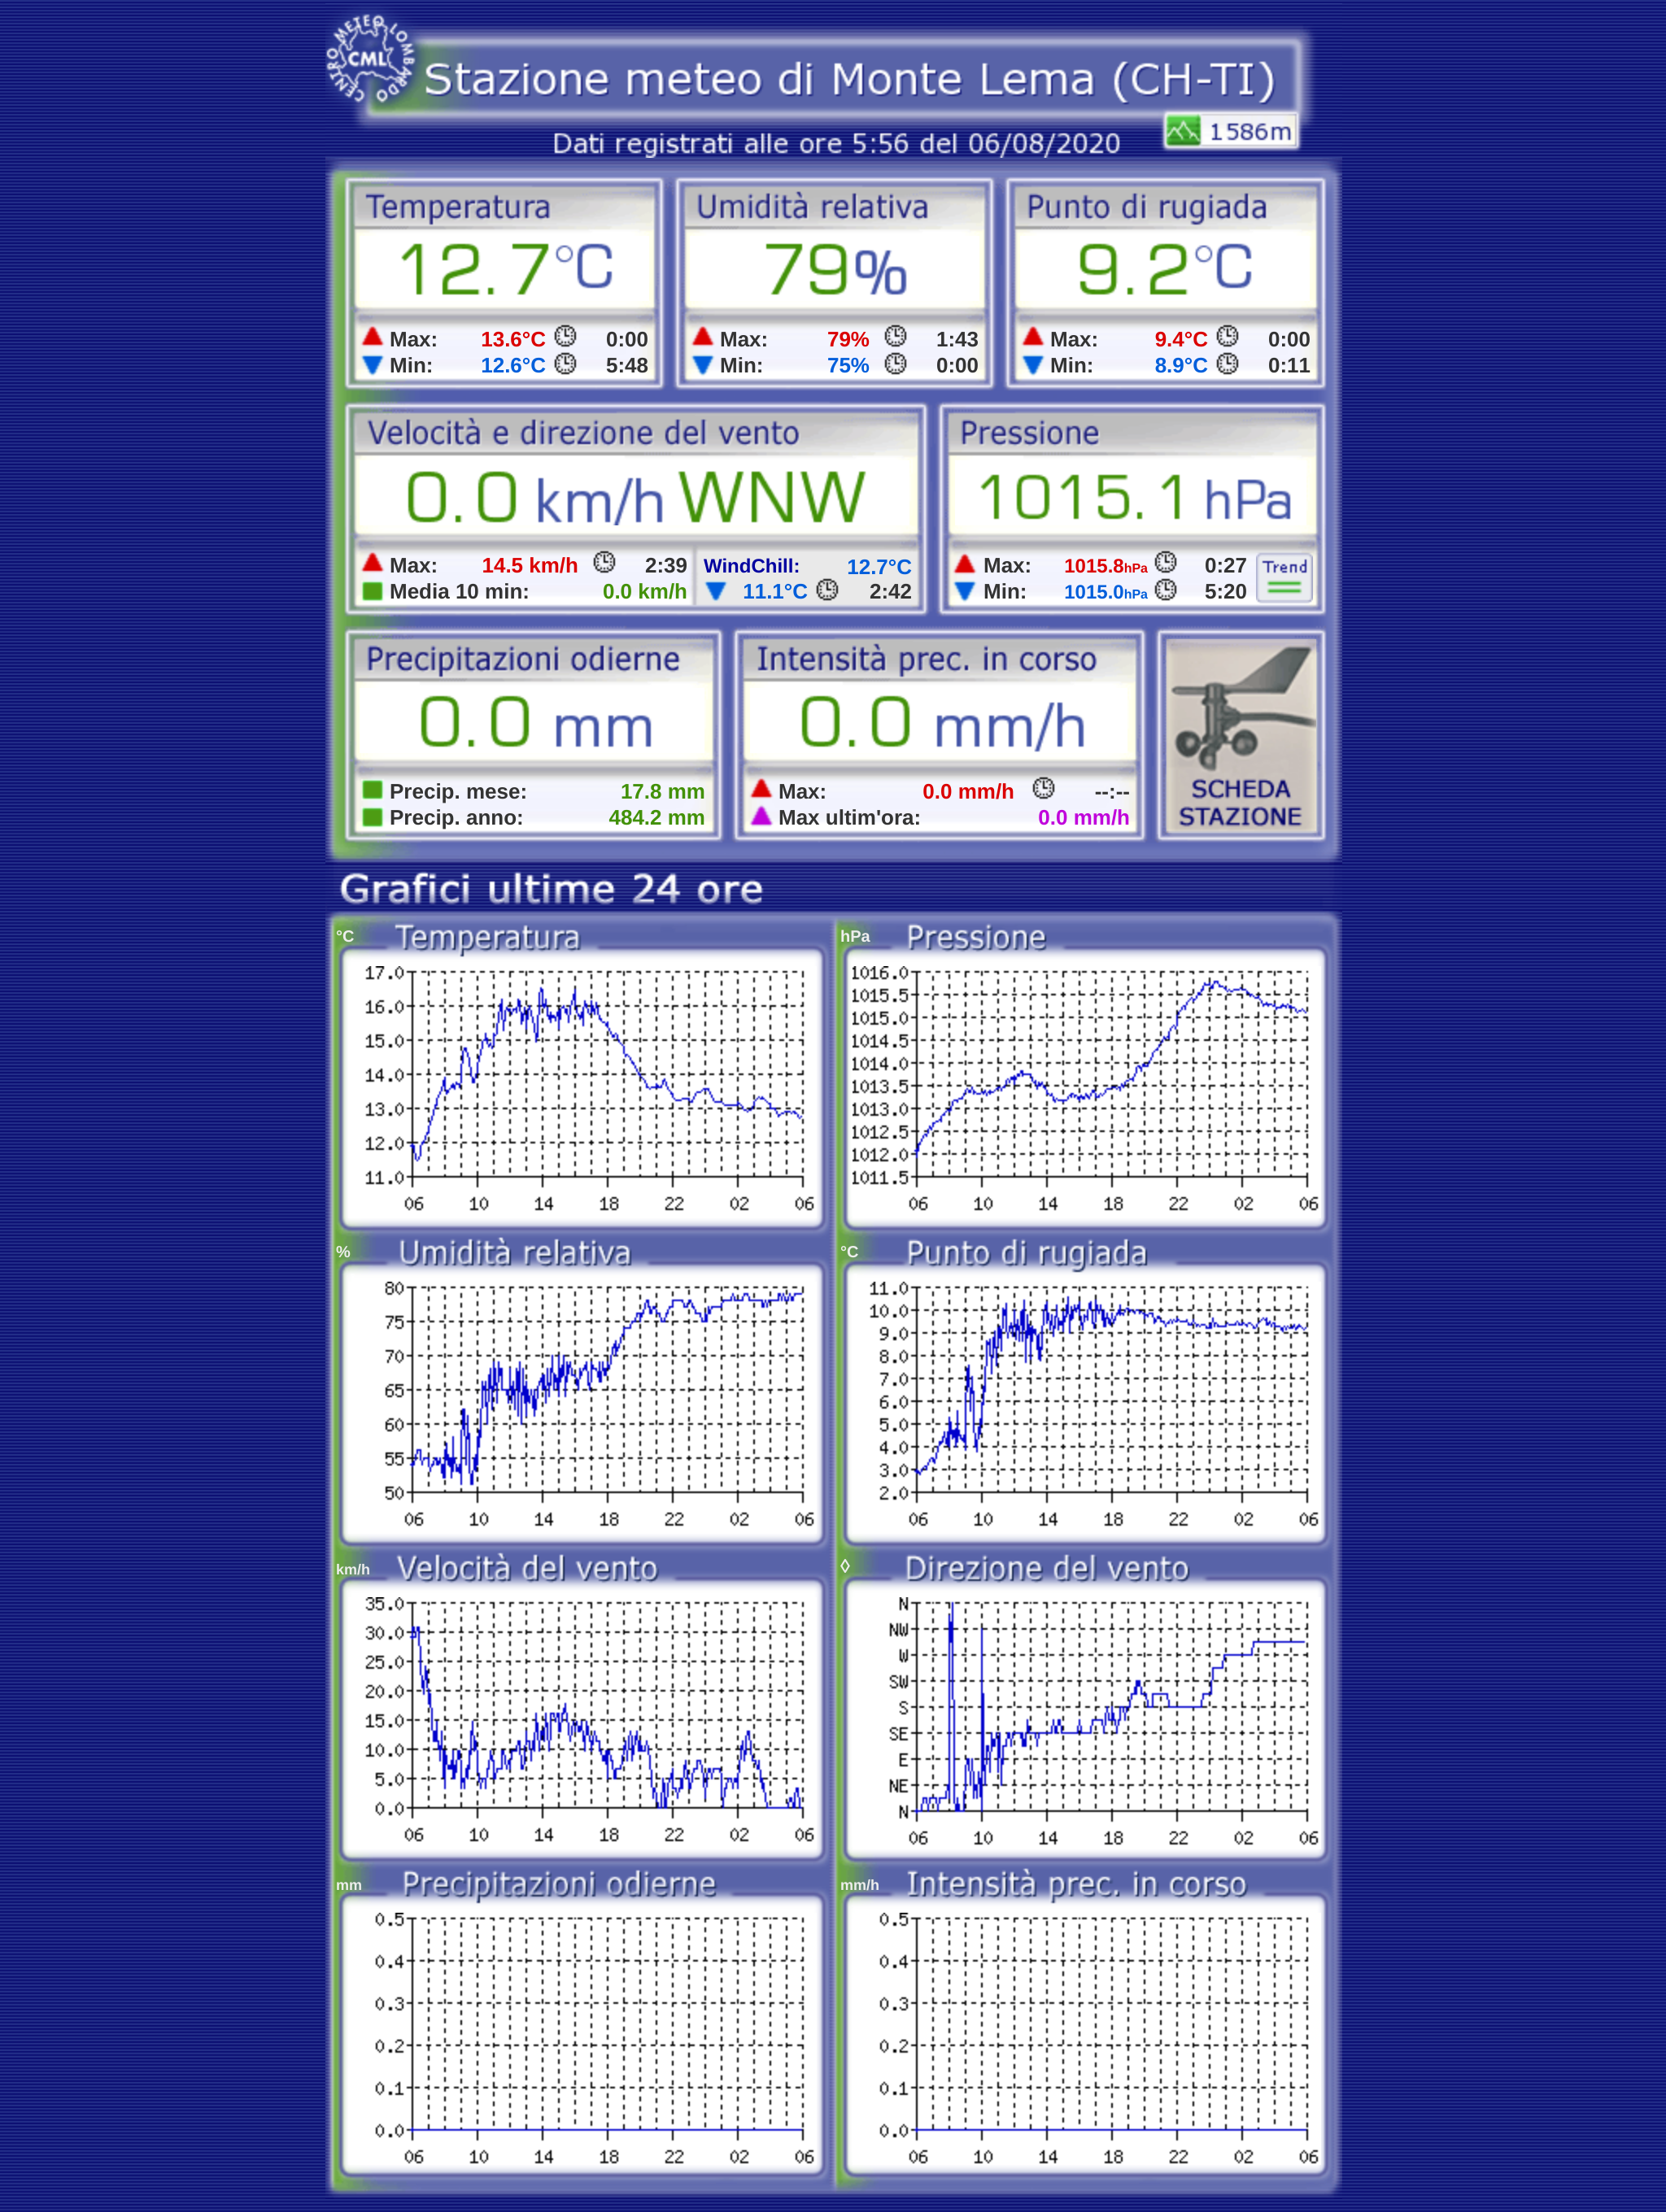 CENTRO METEO LOMBARDO
CML
Stazione meteo di Monte Lema (CH-TI)
1586m
Dati registrati alle ore 5:56 del 06/08/2020
Temperatura
12.7°C
Max: 13.6°C 0:00
Min: 12.6°C 5:48
Umidità relativa
79%
Max: 79% 1:43
Min: 75% 0:00
Punto di rugiada
9.2°C
Max: 9.4°C 0:00
Min: 8.9°C 0:11
Velocità e direzione del vento
0.0 km/h WNW
Max: 14.5 km/h 2:39
Media 10 min: 0.0 km/h
WindChill: 12.7°C
11.1°C 2:42
Pressione
1015.1 hPa
Max: 1015.8hPa 0:27
Min: 1015.0hPa 5:20
Trend
Precipitazioni odierne
0.0 mm
Precip. mese: 17.8 mm
Precip. anno: 484.2 mm
Intensità prec. in corso
0.0 mm/h
Max: 0.0 mm/h --:--
Max ultim'ora: 0.0 mm/h
SCHEDA
STAZIONE
Grafici ultime 24 ore
°C Temperatura
17.0
16.0
15.0
14.0
13.0
12.0
11.0
06 10 14 18 22 02 06
hPa Pressione
1016.0
1015.5
1015.0
1014.5
1014.0
1013.5
1013.0
1012.5
1012.0
1011.5
06 10 14 18 22 02 06
% Umidità relativa
80
75
70
65
60
55
50
06 10 14 18 22 02 06
°C Punto di rugiada
11.0
10.0
9.0
8.0
7.0
6.0
5.0
4.0
3.0
2.0
06 10 14 18 22 02 06
km/h Velocità del vento
35.0
30.0
25.0
20.0
15.0
10.0
5.0
0.0
06 10 14 18 22 02 06
◊ Direzione del vento
N
NW
W
SW
S
SE
E
NE
N
06 10 14 18 22 02 06
mm Precipitazioni odierne
0.5
0.4
0.3
0.2
0.1
0.0
06 10 14 18 22 02 06
mm/h Intensità prec. in corso
0.5
0.4
0.3
0.2
0.1
0.0
06 10 14 18 22 02 06